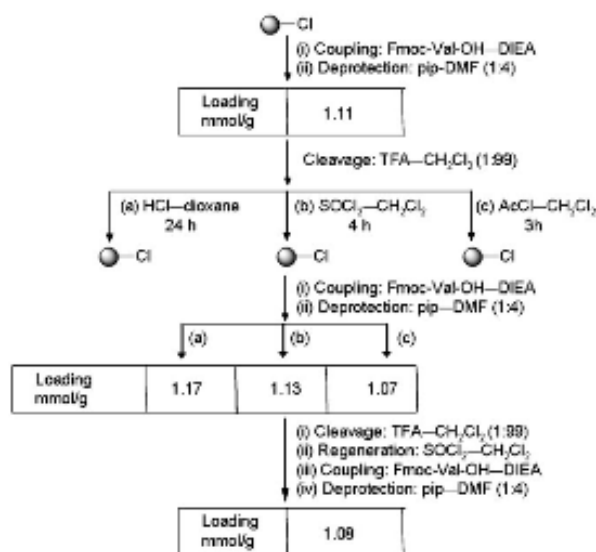 Cl
(i) Coupling: Fmoc-Val-OH—DIEA
(ii) Deprotection: pip-DMF (1:4)
Loading mmol/g 1.11
Cleavage: TFA—CH₂Cl₂ (1:99)
(a) HCl—dioxane 24 h
(b) SOCl₂—CH₂Cl₂ 4 h
(c) AcCl—CH₂Cl₂ 3h
Cl Cl Cl
(i) Coupling: Fmoc-Val-OH—DIEA
(ii) Deprotection: pip—DMF (1:4)
(a) (b) (c)
Loading mmol/g 1.17 1.13 1.07
(i) Cleavage: TFA—CH₂Cl₂ (1:99)
(ii) Regeneration: SOCl₂—CH₂Cl₂
(iii) Coupling: Fmoc-Val-OH—DIEA
(iv) Deprotection: pip—DMF (1:4)
Loading mmol/g 1.09